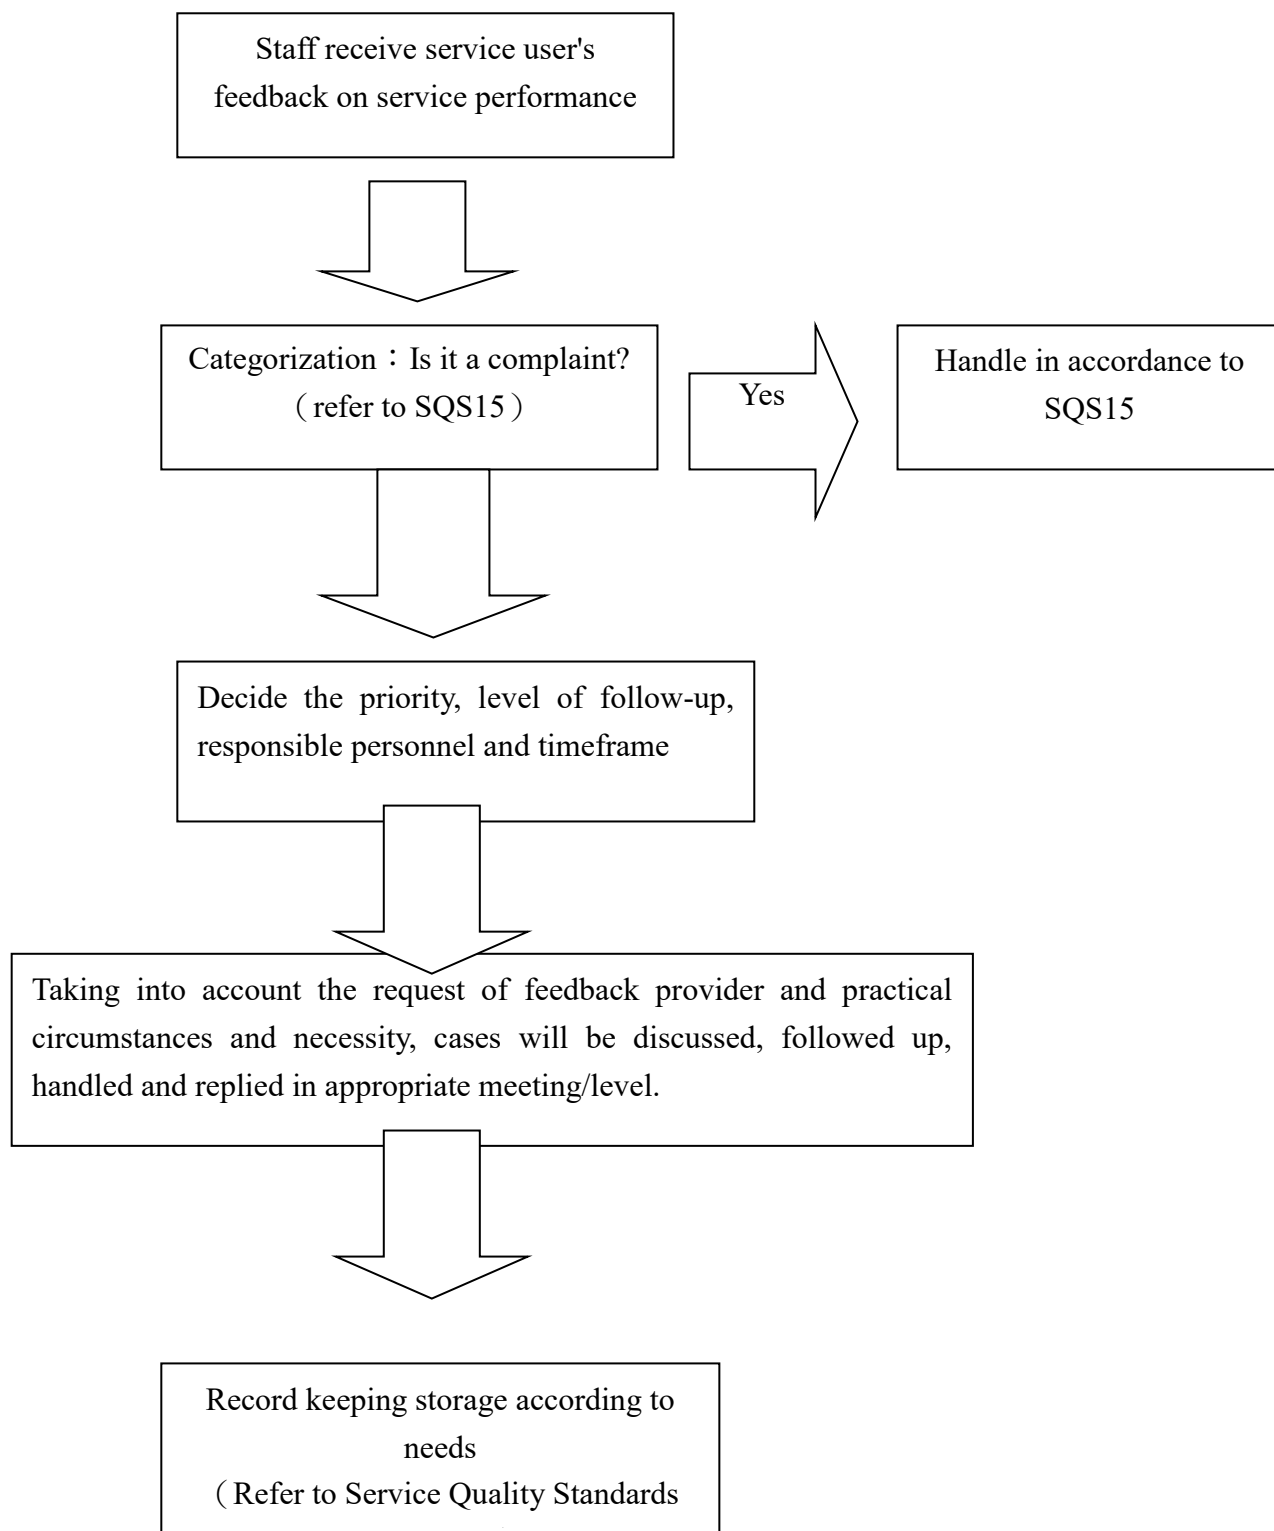 Staff receive service user's
feedback on service performance
Categorization：Is it a complaint?
（refer to SQS15）
Yes
Handle in accordance to
SQS15
Decide the priority, level of follow-up,
responsible personnel and timeframe
Taking into account the request of feedback provider and practical
circumstances and necessity, cases will be discussed, followed up,
handled and replied in appropriate meeting/level.
Record keeping storage according to
needs
（Refer to Service Quality Standards